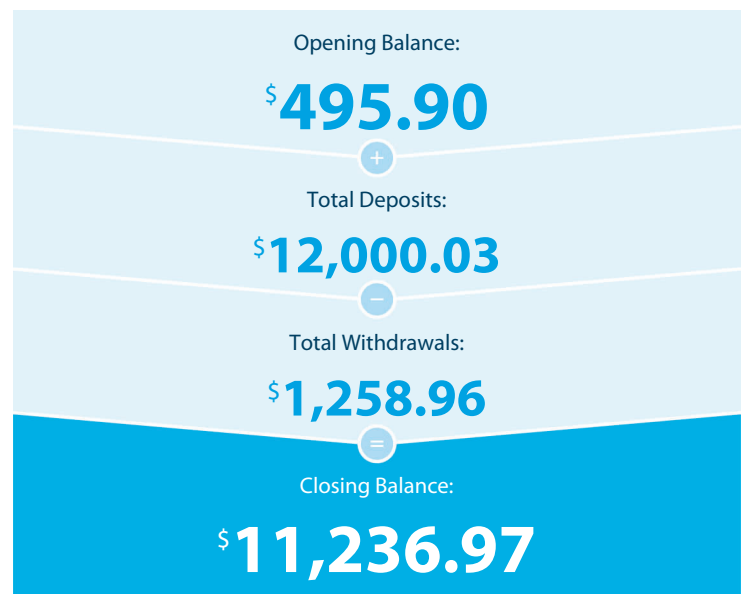 Opening Balance:
$495.90
+
Total Deposits:
$12,000.03
−
Total Withdrawals:
$1,258.96
=
Closing Balance:
$11,236.97